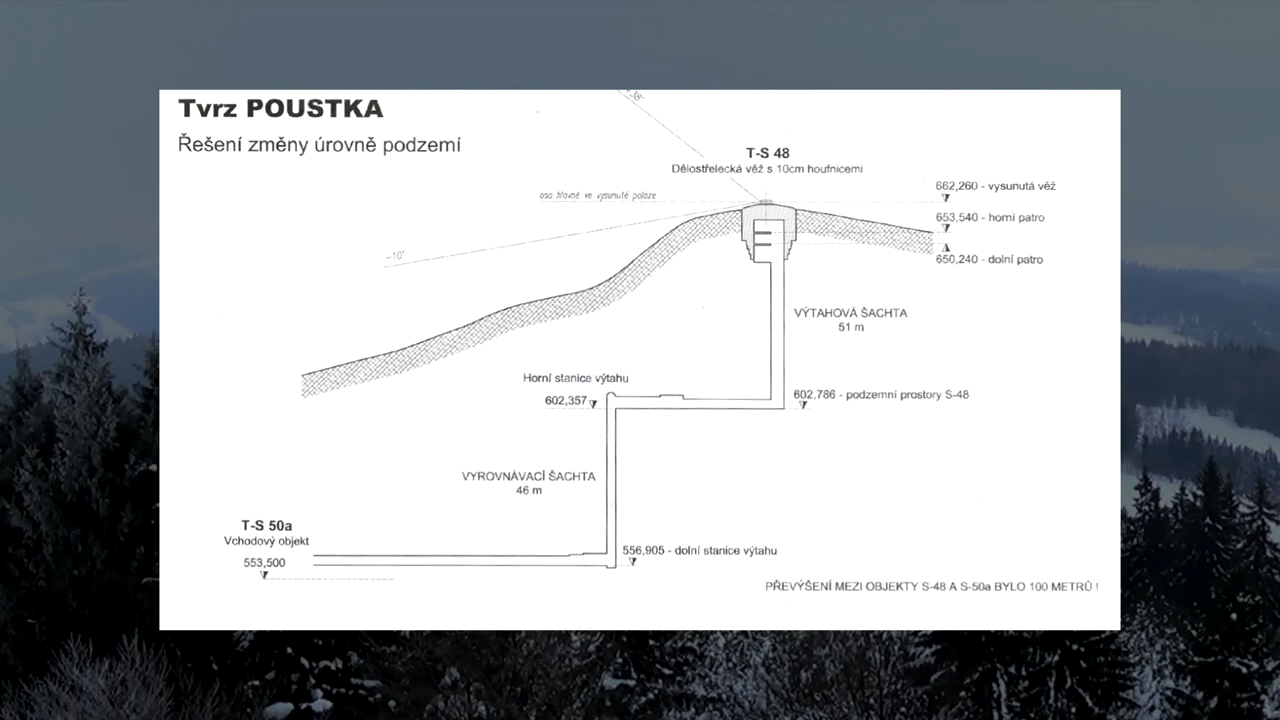 Tvrz POUSTKA
Řešení změny úrovně podzemí
+38°
T-S 48
Dělostřelecká věž s 10cm houfnicemi
662,260 - vysunutá věž
osa hlavně ve vysunuté poloze
653,540 - horní patro
-10°
650,240 - dolní patro
VÝTAHOVÁ ŠACHTA
51 m
Horní stanice výtahu
602,357
602,786 - podzemní prostory S-48
VYROVNÁVACÍ ŠACHTA
46 m
T-S 50a
Vchodový objekt
553,500
556,905 - dolní stanice výtahu
PŘEVÝŠENÍ MEZI OBJEKTY S-48 A S-50a BYLO 100 METRŮ !